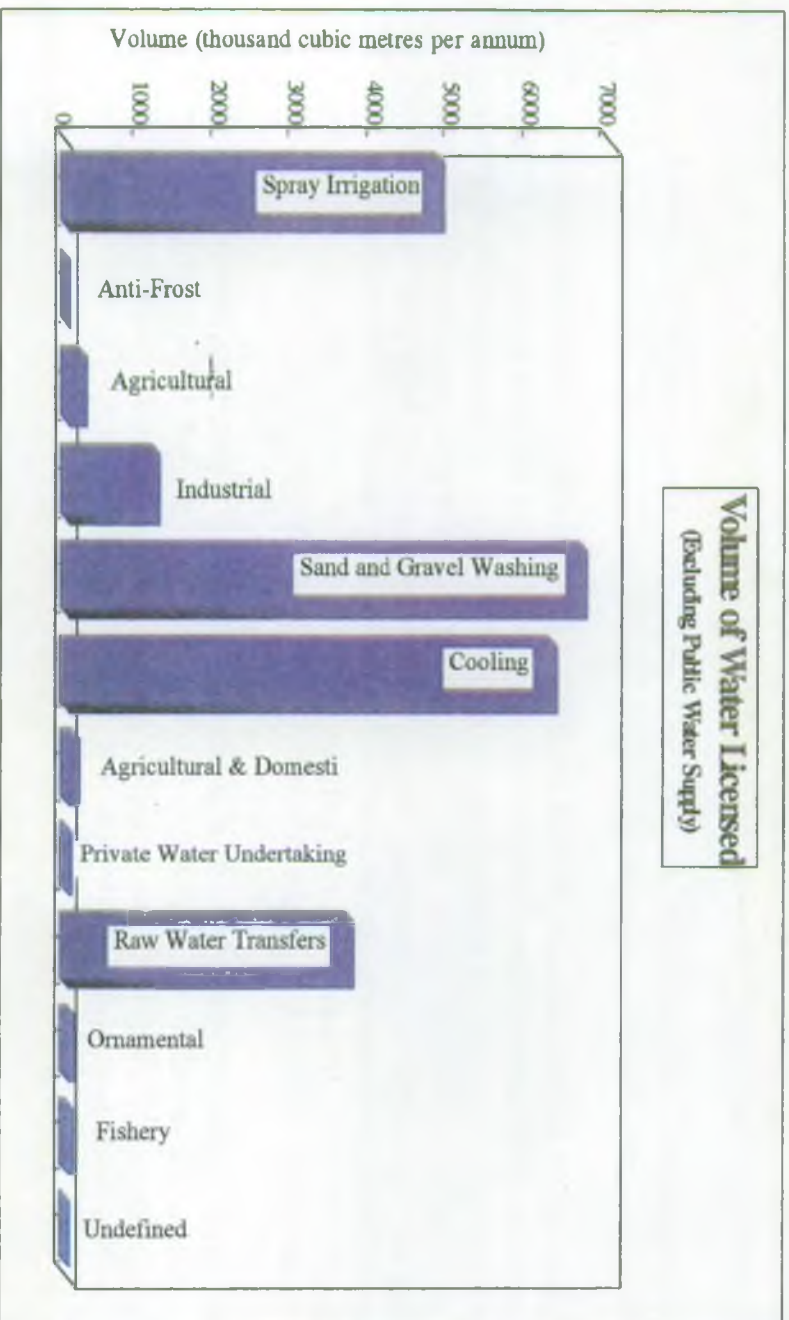 Volume of Water Licensed
(Excluding Public Water Supply)
Volume (thousand cubic metres per annum)
0
1000
2000
3000
4000
5000
6000
7000
Spray Irrigation
Anti-Frost
Agricultural
Industrial
Sand and Gravel Washing
Cooling
Agricultural & Domesti
Private Water Undertaking
Raw Water Transfers
Ornamental
Fishery
Undefined